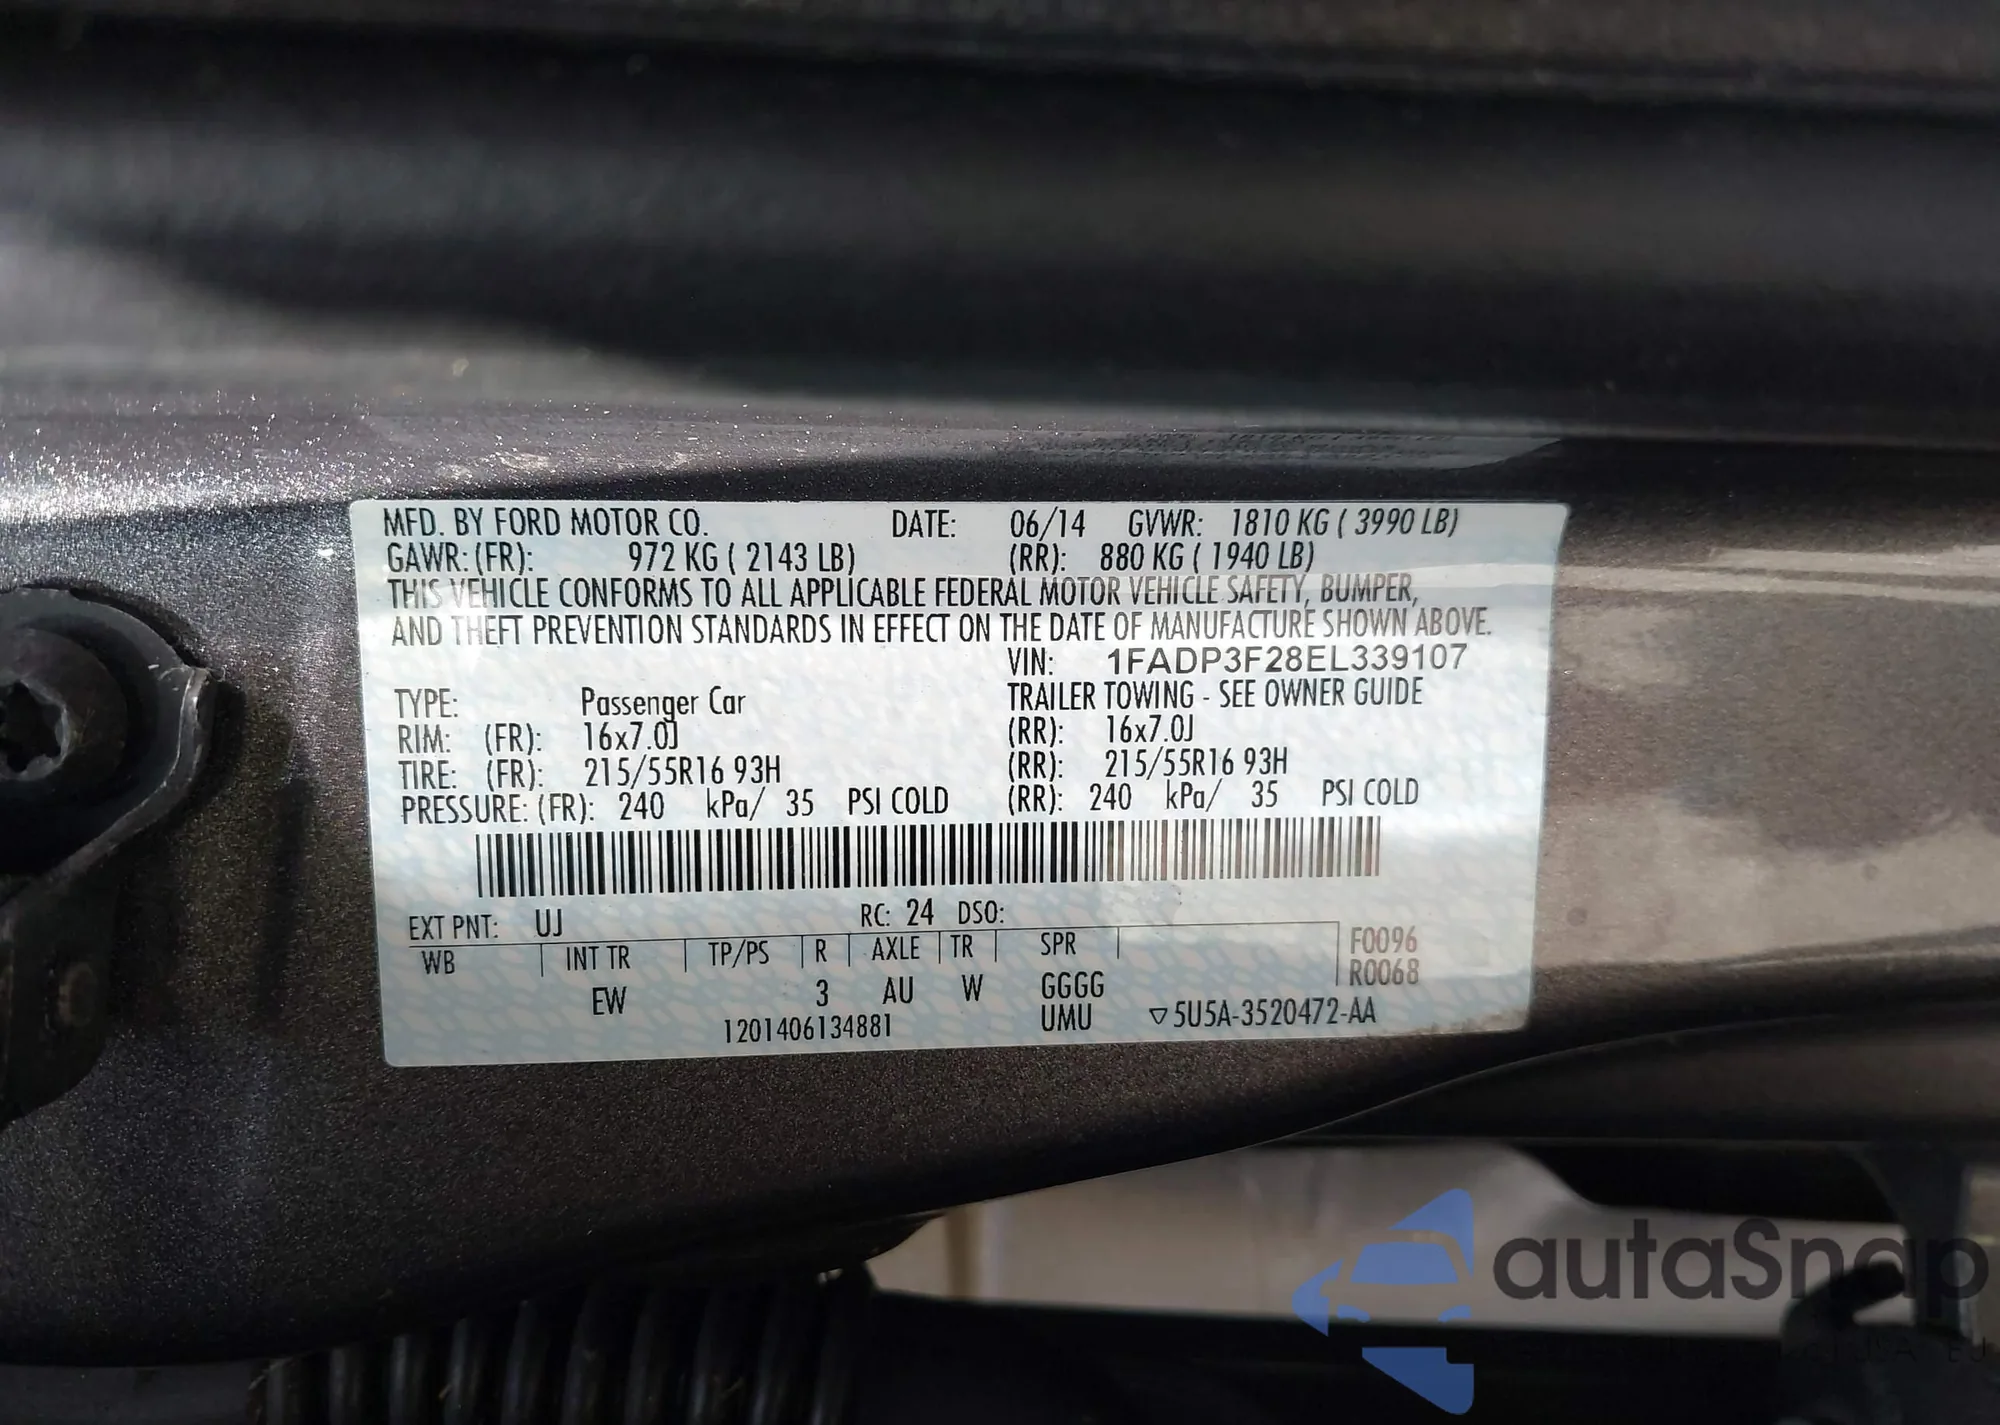 MFD. BY FORD MOTOR CO. DATE: 06/14 GVWR: 1810 KG ( 3990 LB)
GAWR: (FR): 972 KG ( 2143 LB) (RR): 880 KG ( 1940 LB)
THIS VEHICLE CONFORMS TO ALL APPLICABLE FEDERAL MOTOR VEHICLE SAFETY, BUMPER,
AND THEFT PREVENTION STANDARDS IN EFFECT ON THE DATE OF MANUFACTURE SHOWN ABOVE.
VIN: 1FADP3F28EL339107
TYPE: Passenger Car TRAILER TOWING - SEE OWNER GUIDE
RIM: (FR): 16x7.0J (RR): 16x7.0J
TIRE: (FR): 215/55R16 93H (RR): 215/55R16 93H
PRESSURE: (FR): 240 kPa/ 35 PSI COLD (RR): 240 kPa/ 35 PSI COLD
EXT PNT: UJ RC: 24 DSO:
WB INT TR TP/PS R AXLE TR SPR F0096
R0068
EW 3 AU W GGGG
1201406134881 UMU ▽5U5A-3520472-AA
autaSnap